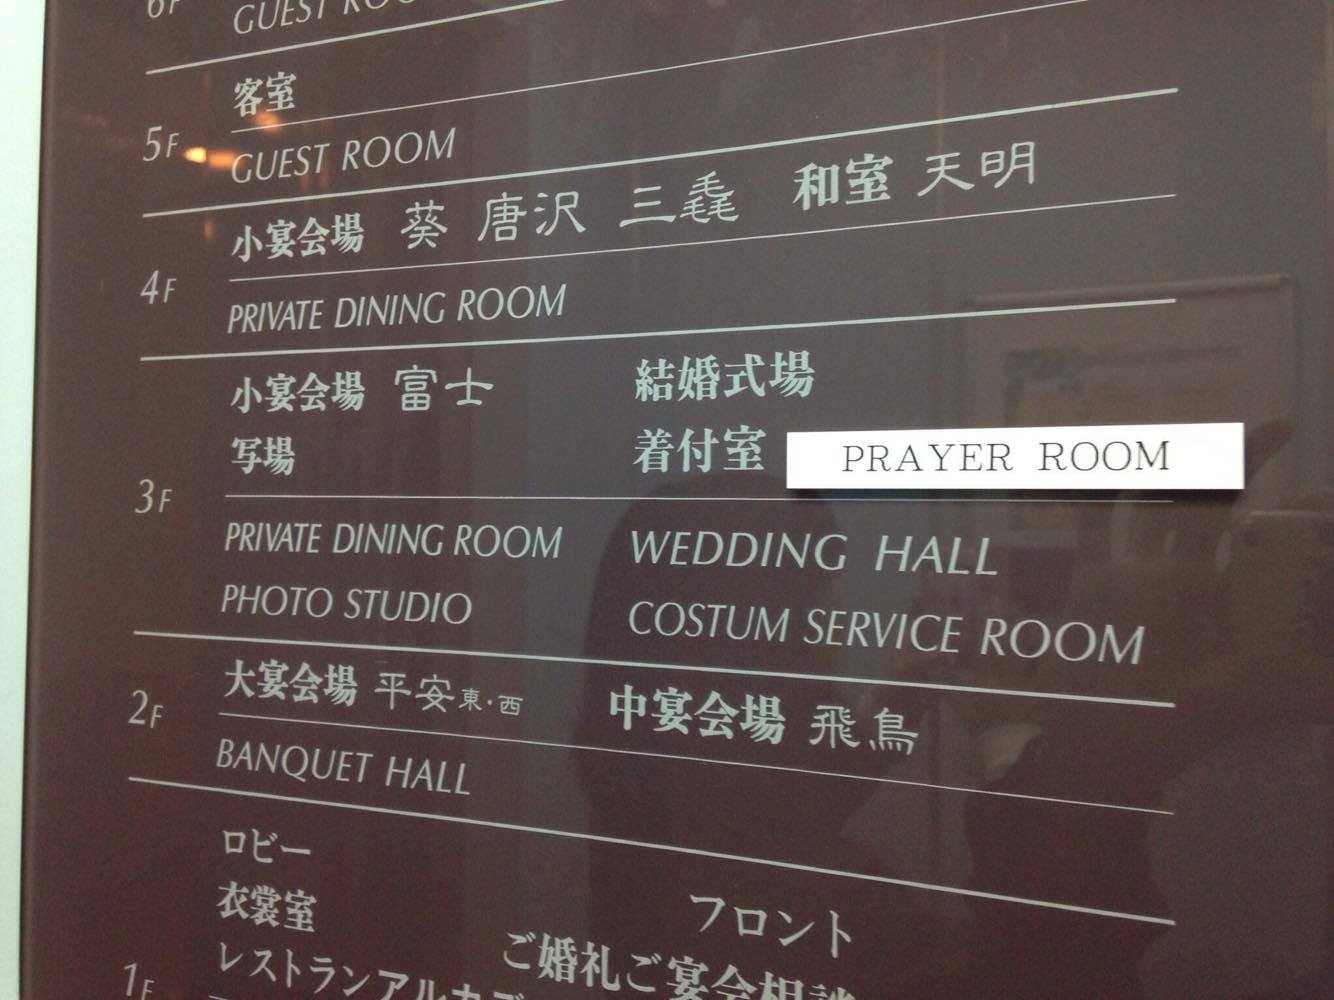 6F
GUEST ROO
客室
5F
GUEST ROOM
小宴会場 葵 唐沢 三毳 和室 天明
4F
PRIVATE DINING ROOM
小宴会場 富士 結婚式場
写場 着付室 PRAYER ROOM
3F
PRIVATE DINING ROOM WEDDING HALL
PHOTO STUDIO COSTUM SERVICE ROOM
大宴会場 平安 東・西 中宴会場 飛鳥
2F
BANQUET HALL
ロビー
衣裳室 フロント
レストランアルカデ ご婚礼ご宴会相談
1F